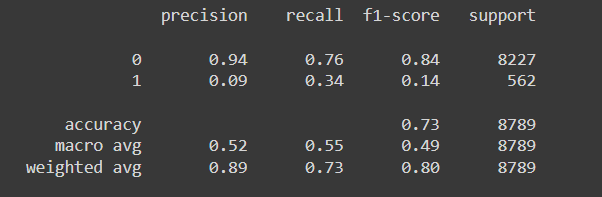 precision recall f1-score support
0 0.94 0.76 0.84 8227
1 0.09 0.34 0.14 562
accuracy 0.73 8789
macro avg 0.52 0.55 0.49 8789
weighted avg 0.89 0.73 0.80 8789